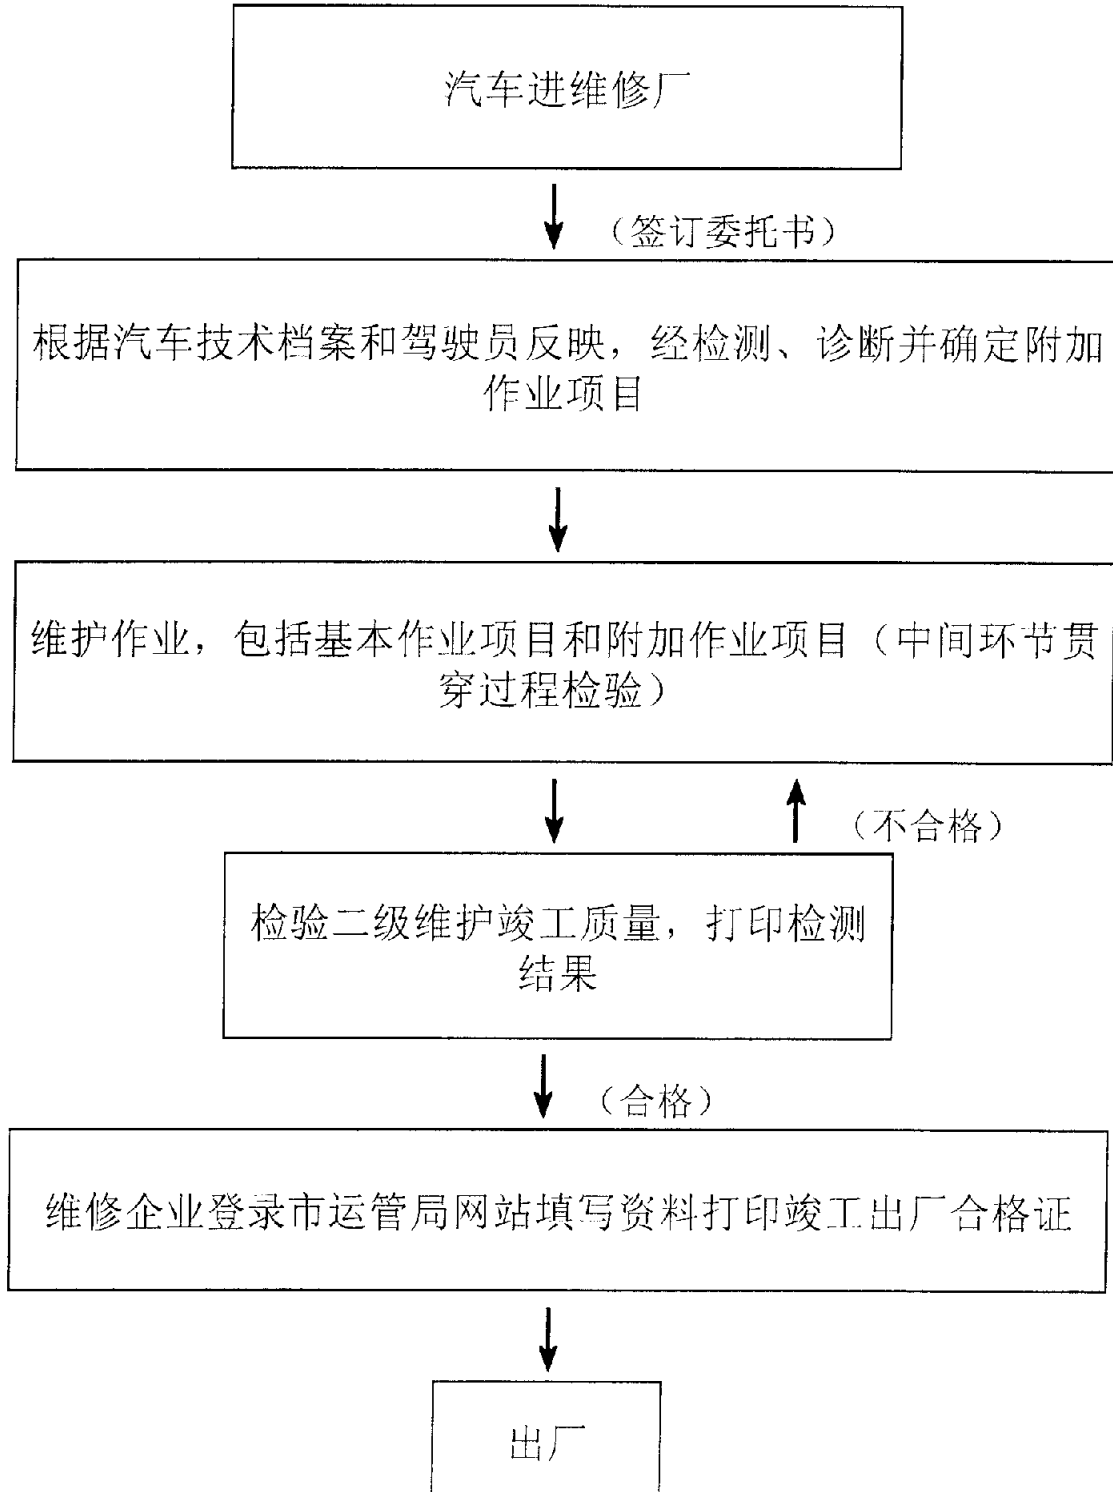 汽车进维修厂
（签订委托书）
根据汽车技术档案和驾驶员反映，经检测、诊断并确定附加
作业项目
维护作业，包括基本作业项目和附加作业项目（中间环节贯
穿过程检验）
（不合格）
检验二级维护竣工质量，打印检测
结果
（合格）
维修企业登录市运管局网站填写资料打印竣工出厂合格证
出厂